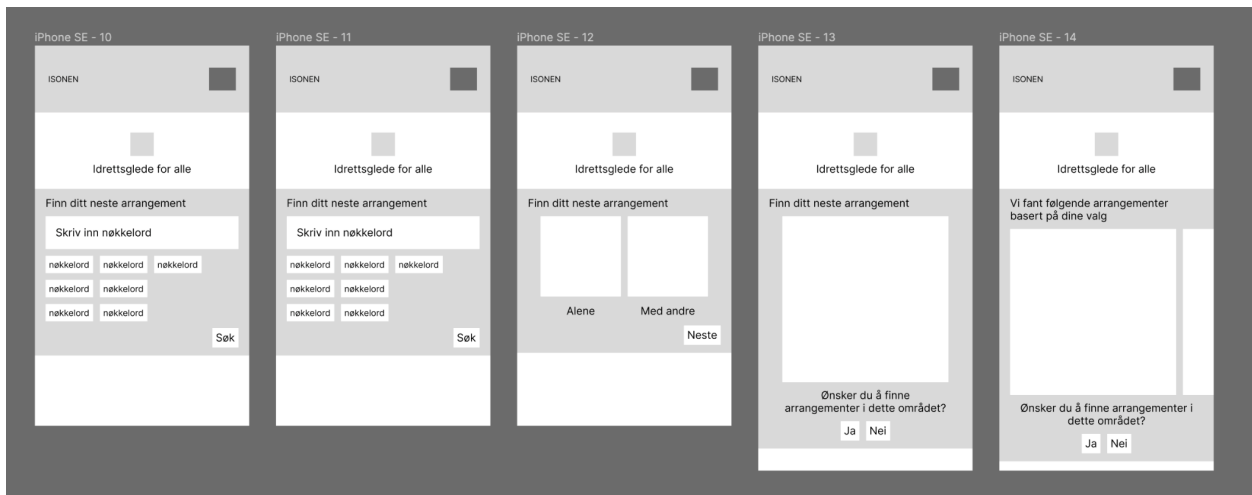 iPhone SE - 10
ISONEN
Idrettsglede for alle
Finn ditt neste arrangement
Skriv inn nøkkelord
nøkkelord nøkkelord nøkkelord
nøkkelord nøkkelord
nøkkelord nøkkelord
Søk
iPhone SE - 11
ISONEN
Idrettsglede for alle
Finn ditt neste arrangement
Skriv inn nøkkelord
nøkkelord nøkkelord nøkkelord
nøkkelord nøkkelord
nøkkelord nøkkelord
Søk
iPhone SE - 12
ISONEN
Idrettsglede for alle
Finn ditt neste arrangement
Alene Med andre
Neste
iPhone SE - 13
ISONEN
Idrettsglede for alle
Finn ditt neste arrangement
Ønsker du å finne
arrangementer i dette området?
Ja Nei
iPhone SE - 14
ISONEN
Idrettsglede for alle
Vi fant følgende arrangementer
basert på dine valg
Ønsker du å finne arrangementer i
dette området?
Ja Nei